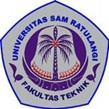 UNIVERSITAS SAM RATULANGI
FAKULTAS TEKNIK